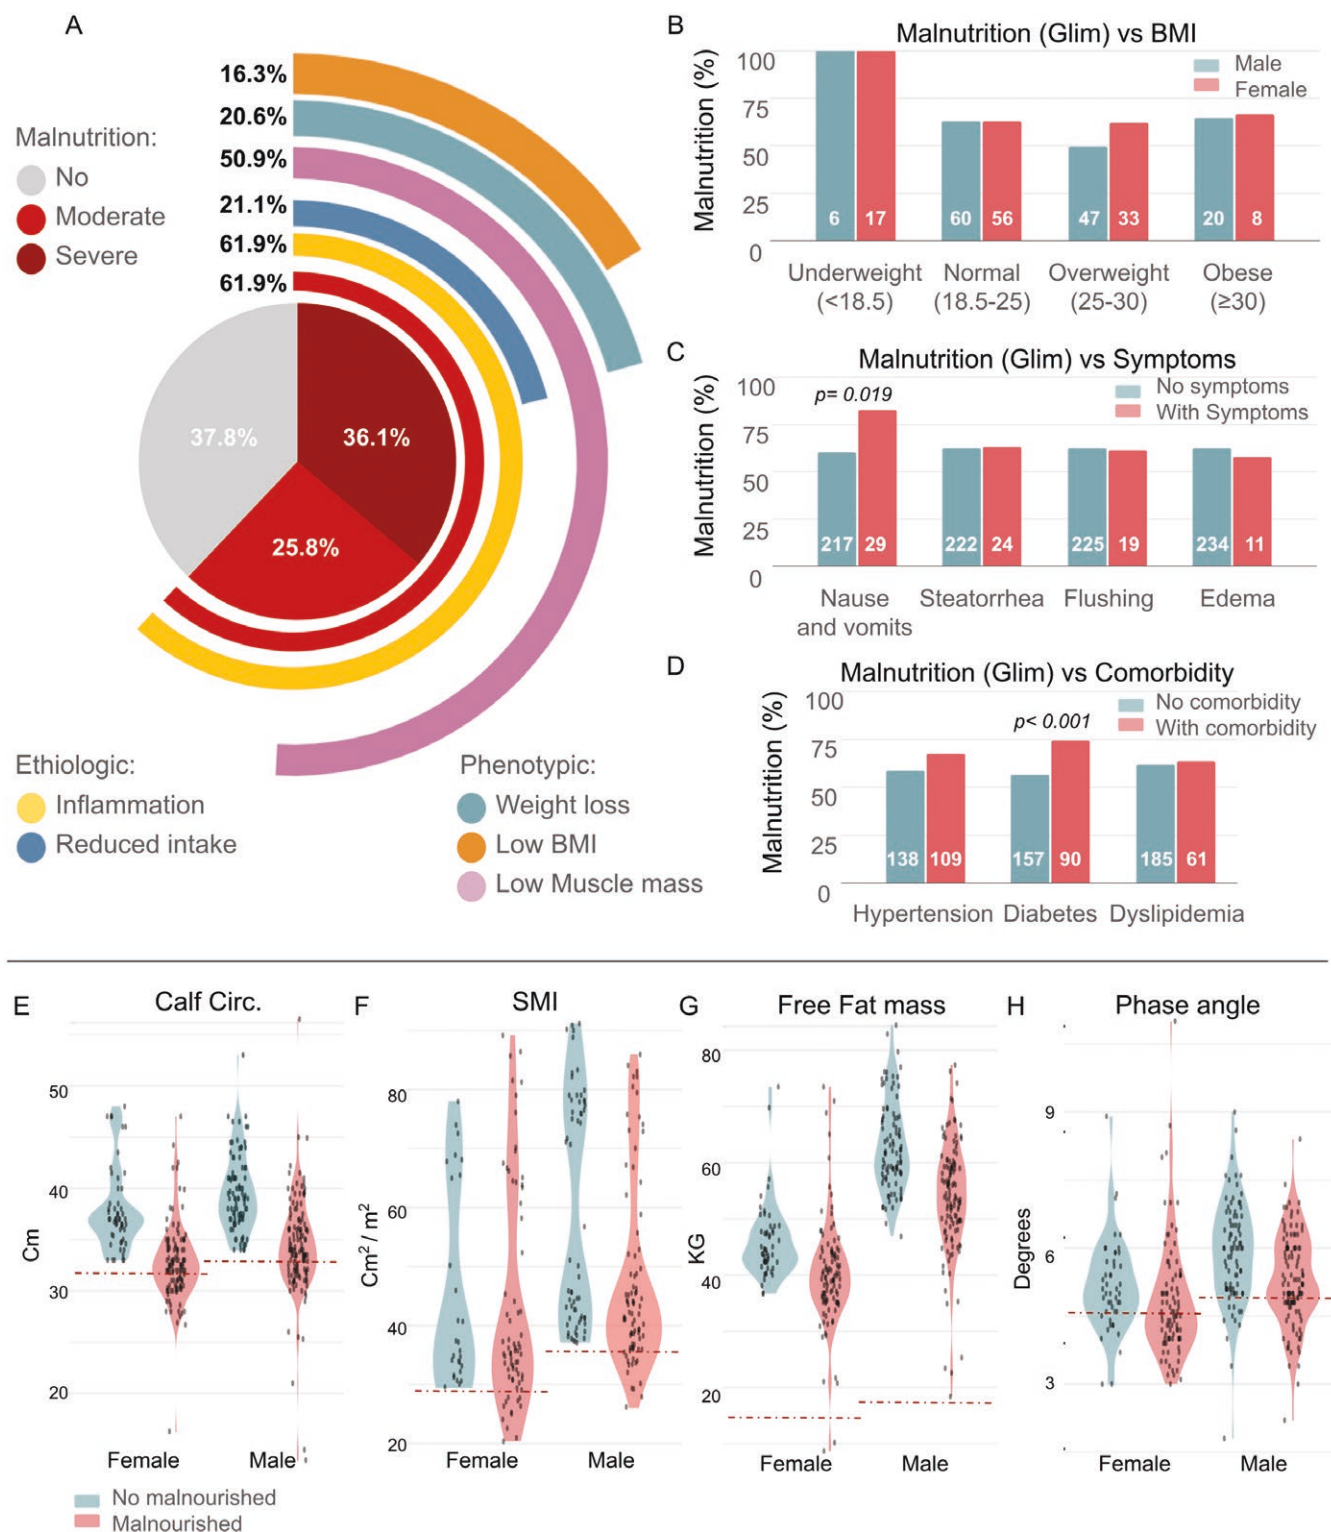 A
16.3%
20.6%
50.9%
21.1%
61.9%
61.9%
Malnutrition:
No
Moderate
Severe
37.8%
36.1%
25.8%
Ethiologic:
Inflammation
Reduced intake
Phenotypic:
Weight loss
Low BMI
Low Muscle mass
B
Malnutrition (Glim) vs BMI
Malnutrition (%)
100
75
50
25
0
Male
Female
6 17 60 56 47 33 20 8
Underweight Normal Overweight Obese
(<18.5) (18.5-25) (25-30) (≥30)
C
Malnutrition (Glim) vs Symptoms
Malnutrition (%)
100
75
50
25
0
p= 0.019
No symptoms
With Symptoms
217 29 222 24 225 19 234 11
Nause Steatorrhea Flushing Edema
and vomits
D
Malnutrition (Glim) vs Comorbidity
Malnutrition (%)
100
75
50
25
0
No comorbidity
With comorbidity
p< 0.001
138 109 157 90 185 61
Hypertension Diabetes Dyslipidemia
E
Calf Circ.
Cm
50
40
30
20
Female Male
F
SMI
Cm² / m²
80
60
40
20
Female Male
G
Free Fat mass
KG
80
60
40
20
Female Male
H
Phase angle
Degrees
9
6
3
Female Male
No malnourished
Malnourished